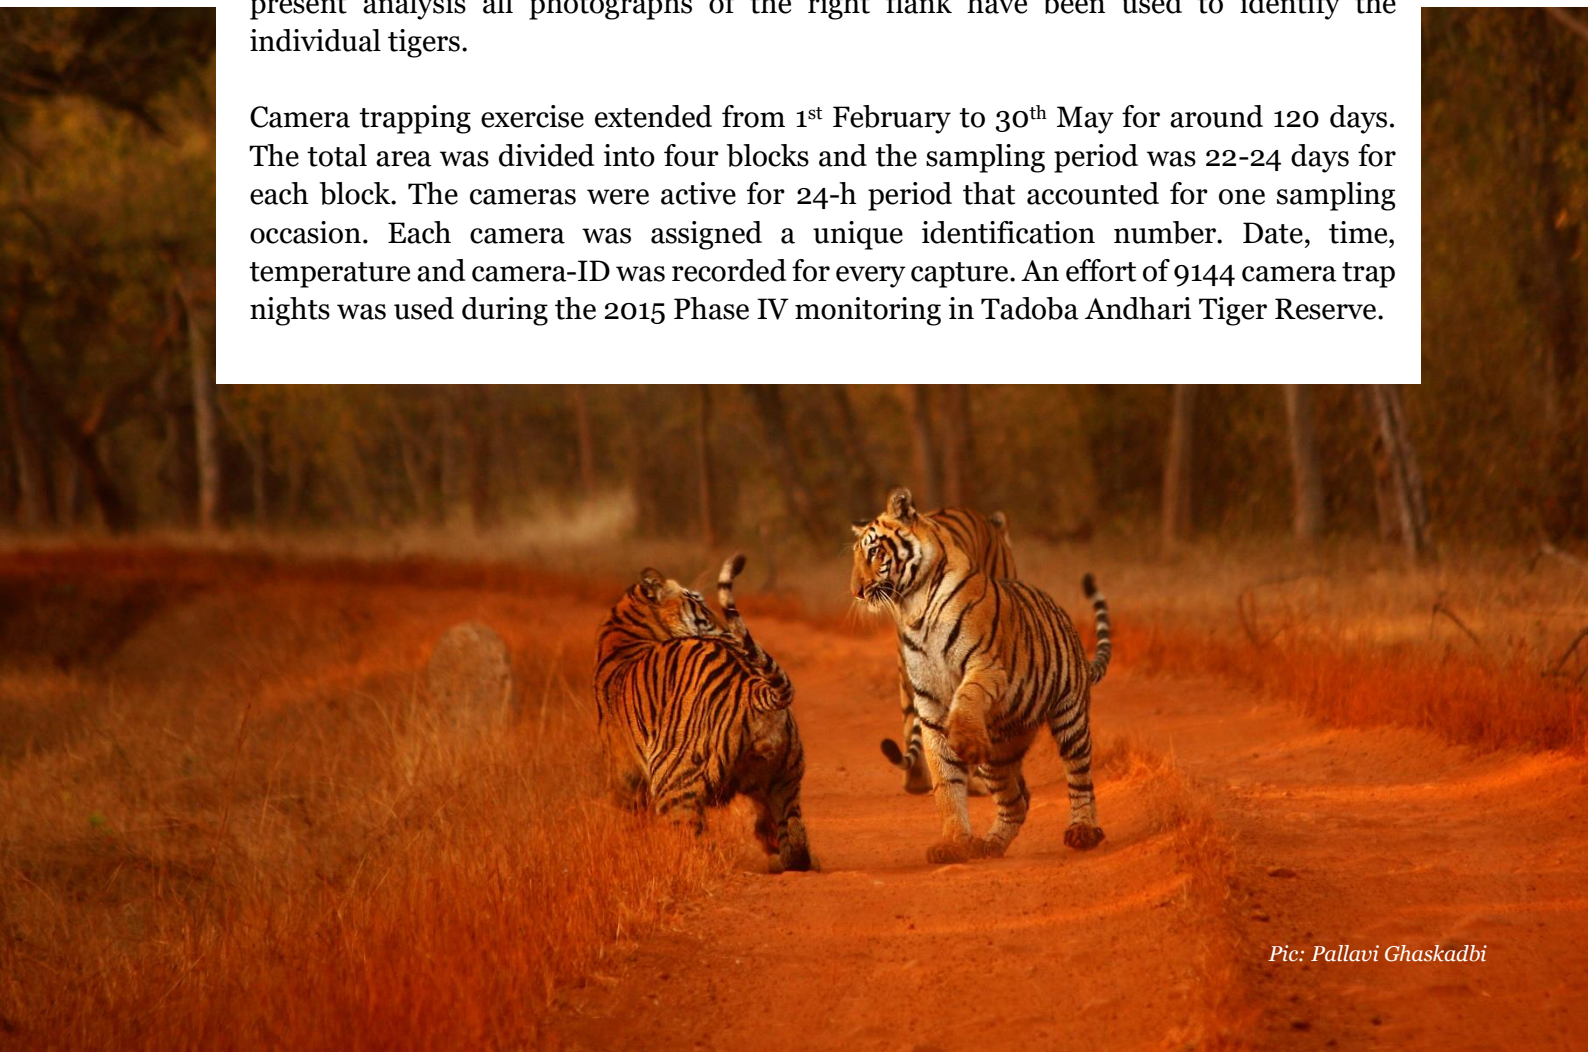 present analysis all photographs of the right flank have been used to identify the
individual tigers.
Camera trapping exercise extended from 1st February to 30th May for around 120 days.
The total area was divided into four blocks and the sampling period was 22-24 days for
each block. The cameras were active for 24-h period that accounted for one sampling
occasion. Each camera was assigned a unique identification number. Date, time,
temperature and camera-ID was recorded for every capture. An effort of 9144 camera trap
nights was used during the 2015 Phase IV monitoring in Tadoba Andhari Tiger Reserve.
Pic: Pallavi Ghaskadbi